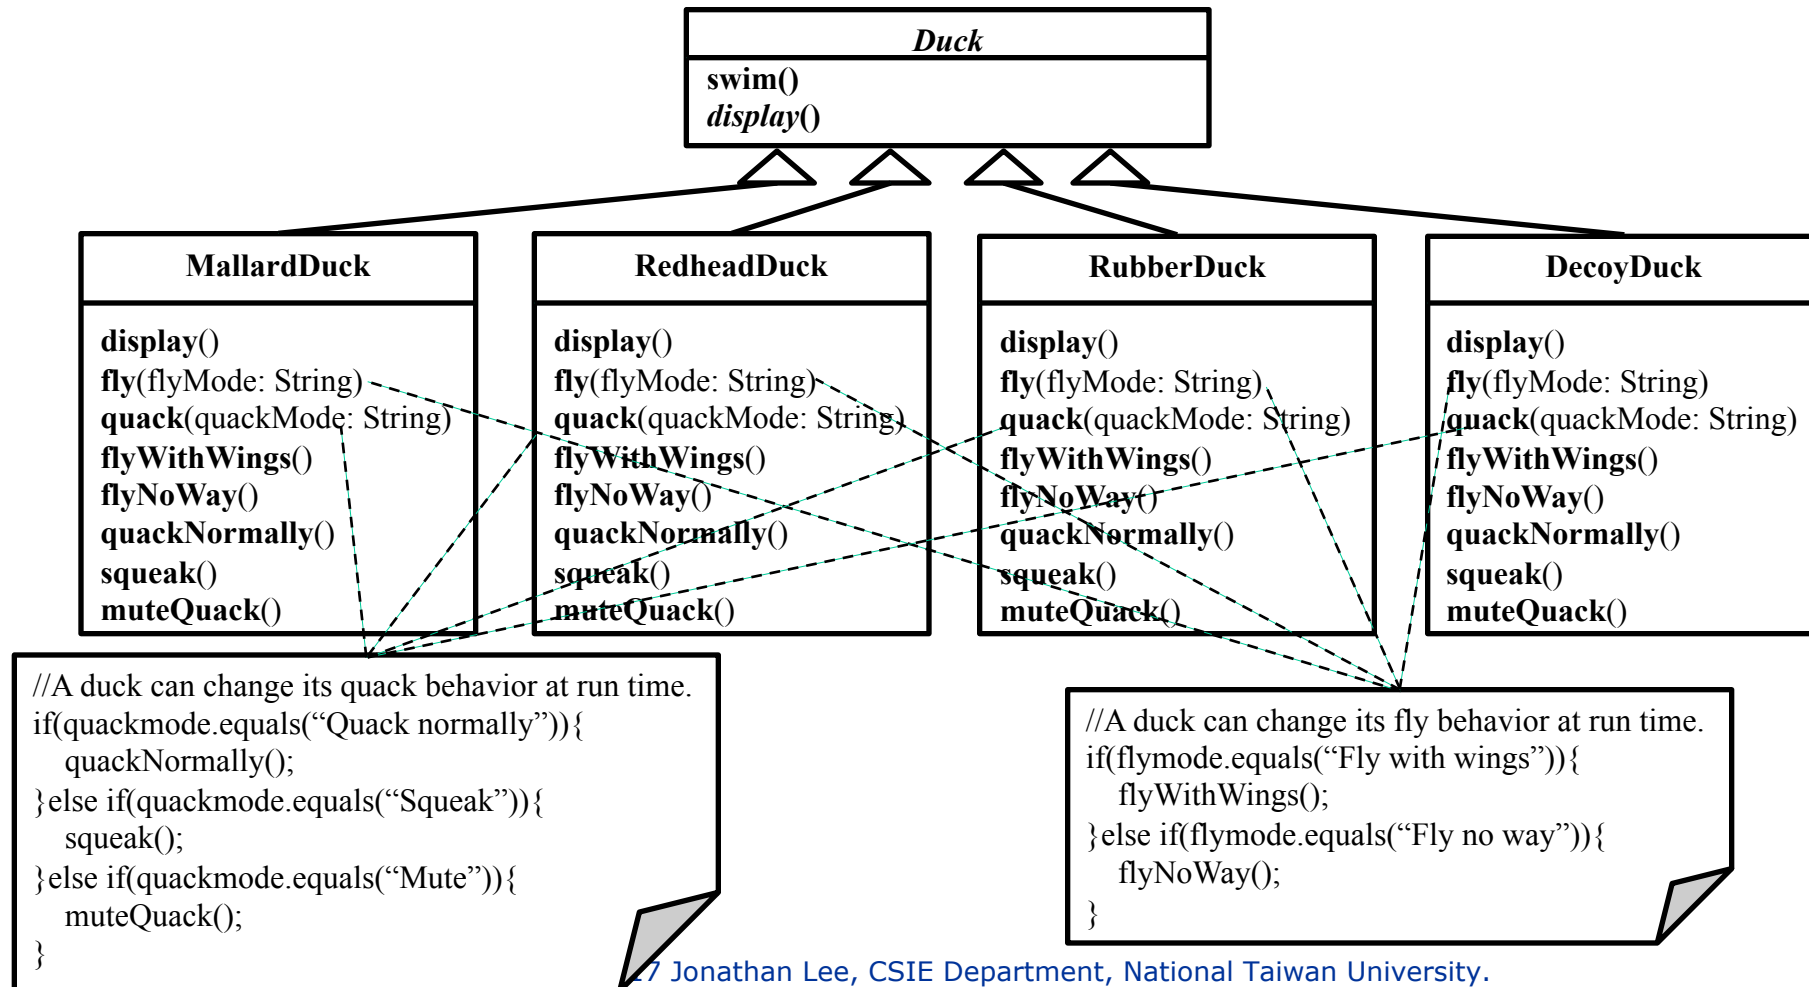 Duck
swim()
display()
MallardDuck
display()
fly(flyMode: String)
quack(quackMode: String)
flyWithWings()
flyNoWay()
quackNormally()
squeak()
muteQuack()
RedheadDuck
display()
fly(flyMode: String)
quack(quackMode: String)
flyWithWings()
flyNoWay()
quackNormally()
squeak()
muteQuack()
RubberDuck
display()
fly(flyMode: String)
quack(quackMode: String)
flyWithWings()
flyNoWay()
quackNormally()
squeak()
muteQuack()
DecoyDuck
display()
fly(flyMode: String)
quack(quackMode: String)
flyWithWings()
flyNoWay()
quackNormally()
squeak()
muteQuack()
//A duck can change its quack behavior at run time.
if(quackmode.equals(“Quack normally”)){
quackNormally();
}else if(quackmode.equals(“Squeak”)){
squeak();
}else if(quackmode.equals(“Mute”)){
muteQuack();
}
//A duck can change its fly behavior at run time.
if(flymode.equals(“Fly with wings”)){
flyWithWings();
}else if(flymode.equals(“Fly no way”)){
flyNoWay();
}
Jonathan Lee, CSIE Department, National Taiwan University.